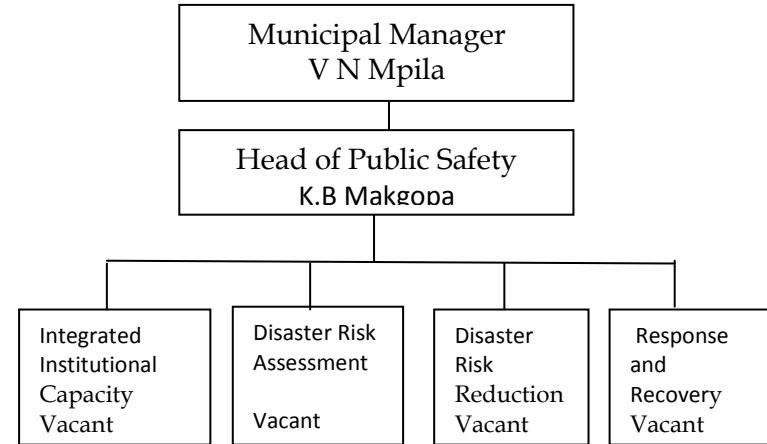 Municipal Manager
V N Mpila
Head of Public Safety
K.B Makgopa
Integrated
Institutional
Capacity
Vacant
Disaster Risk
Assessment
Vacant
Disaster
Risk
Reduction
Vacant
Response
and
Recovery
Vacant